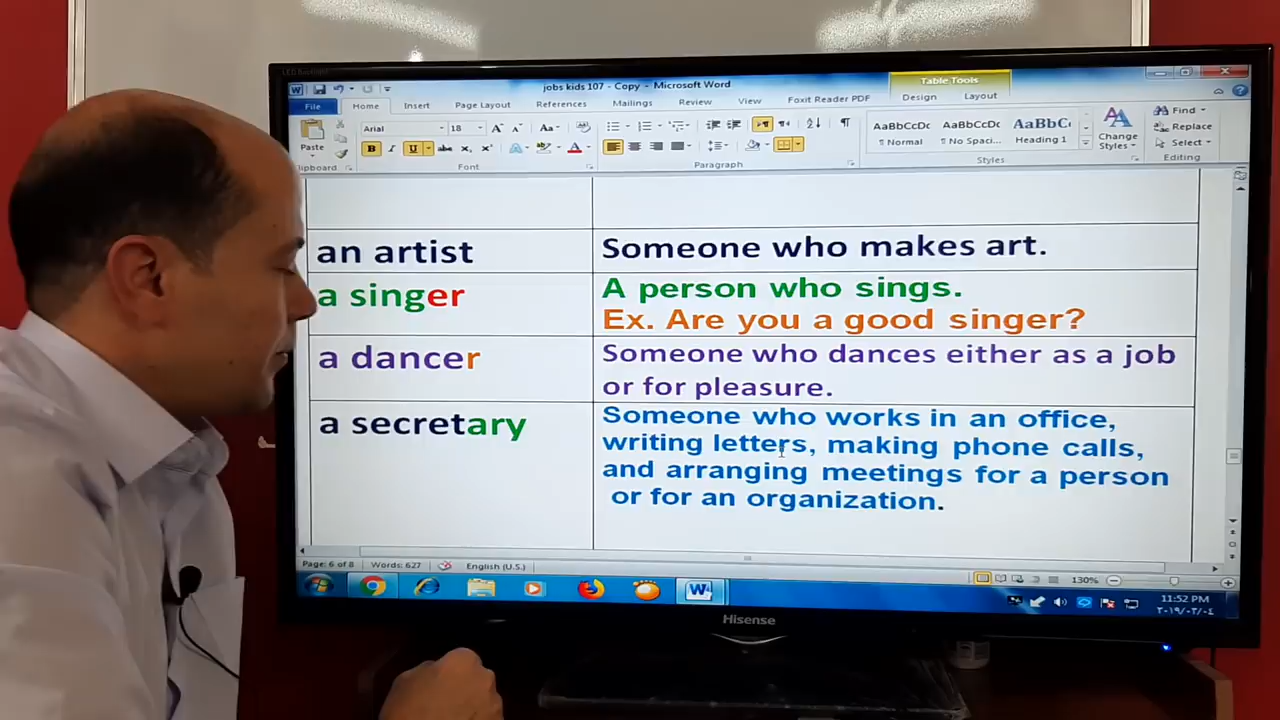 jobs kids 107 - Copy - Microsoft Word
Table Tools
File Home Insert Page Layout References Mailings Review View Foxit Reader PDF Design Layout
Arial 18
Paste
Clipboard Font Paragraph Styles Editing
AaBbCcDc AaBbCcDc AaBbC
¶ Normal ¶ No Spaci... Heading 1
Change Styles
Find
Replace
Select
an artist Someone who makes art.
a singer A person who sings.
Ex. Are you a good singer?
a dancer Someone who dances either as a job
or for pleasure.
a secretary Someone who works in an office,
writing letters, making phone calls,
and arranging meetings for a person
or for an organization.
Page: 6 of 8 Words: 627 English (U.S.) 130%
11:52 PM
٢٠١٩/٠٢/٠٤
Hisense